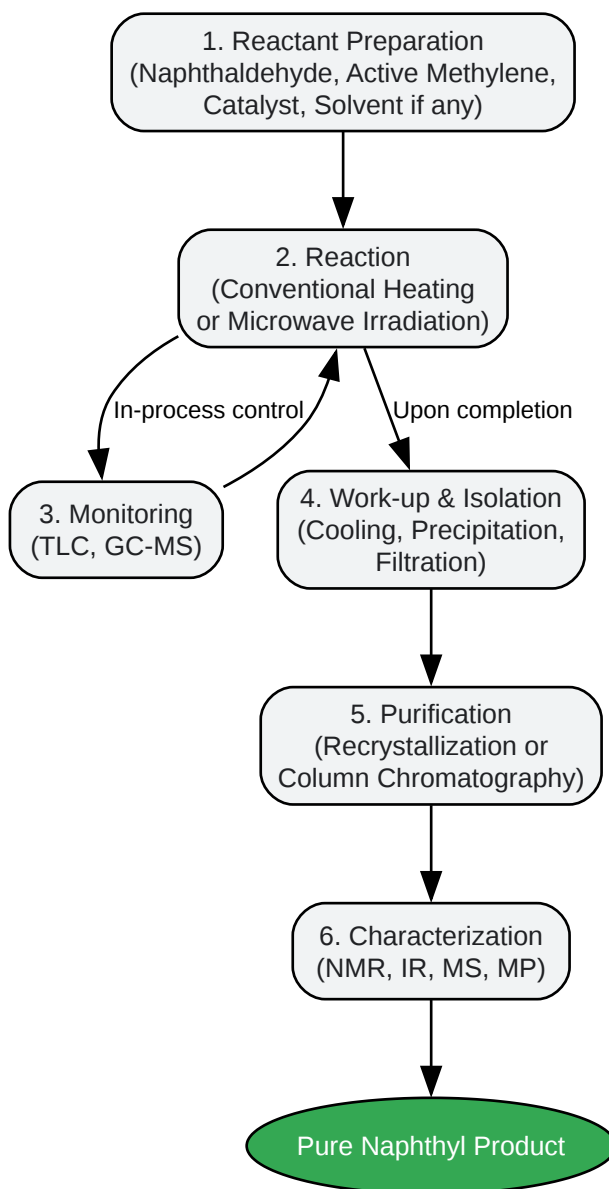 1. Reactant Preparation
(Naphthaldehyde, Active Methylene,
Catalyst, Solvent if any)
2. Reaction
(Conventional Heating
or Microwave Irradiation)
In-process control
Upon completion
3. Monitoring
(TLC, GC-MS)
4. Work-up & Isolation
(Cooling, Precipitation,
Filtration)
5. Purification
(Recrystallization or
Column Chromatography)
6. Characterization
(NMR, IR, MS, MP)
Pure Naphthyl Product